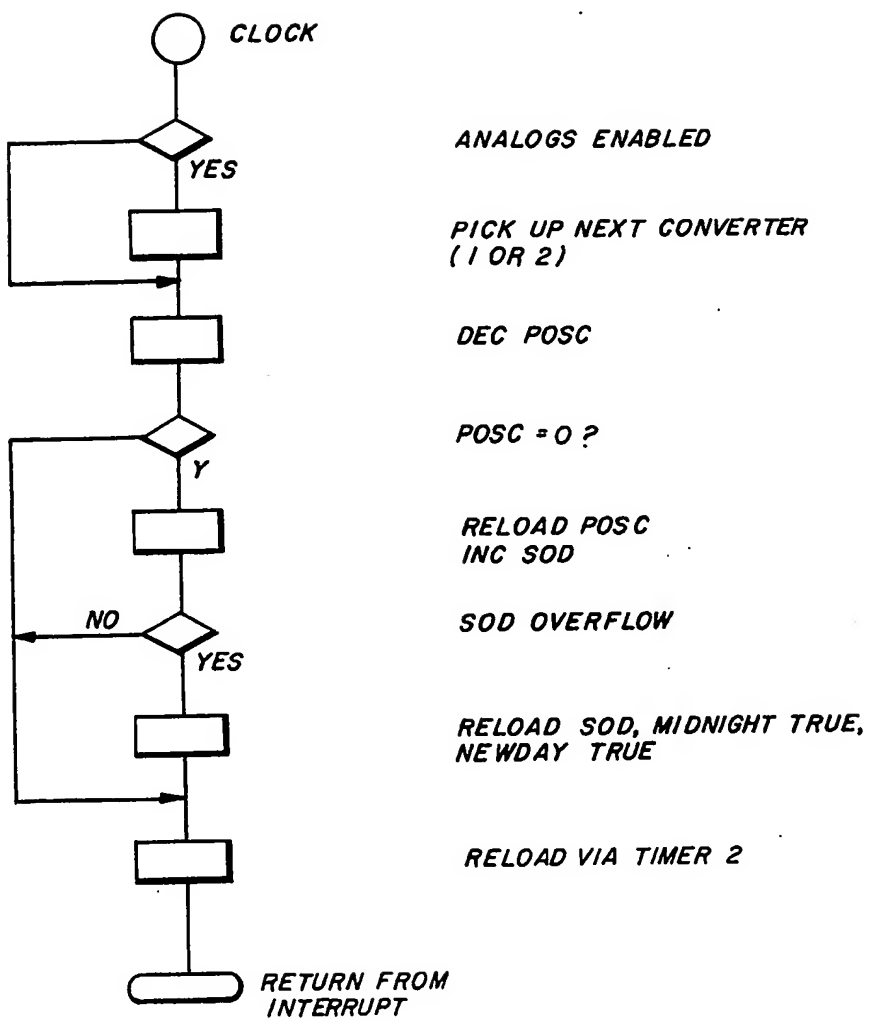 CLOCK
ANALOGS ENABLED
YES
PICK UP NEXT CONVERTER
(1 OR 2)
DEC POSC
POSC = 0 ?
Y
RELOAD POSC
INC SOD
NO
SOD OVERFLOW
YES
RELOAD SOD, MIDNIGHT TRUE,
NEWDAY TRUE
RELOAD VIA TIMER 2
RETURN FROM
INTERRUPT